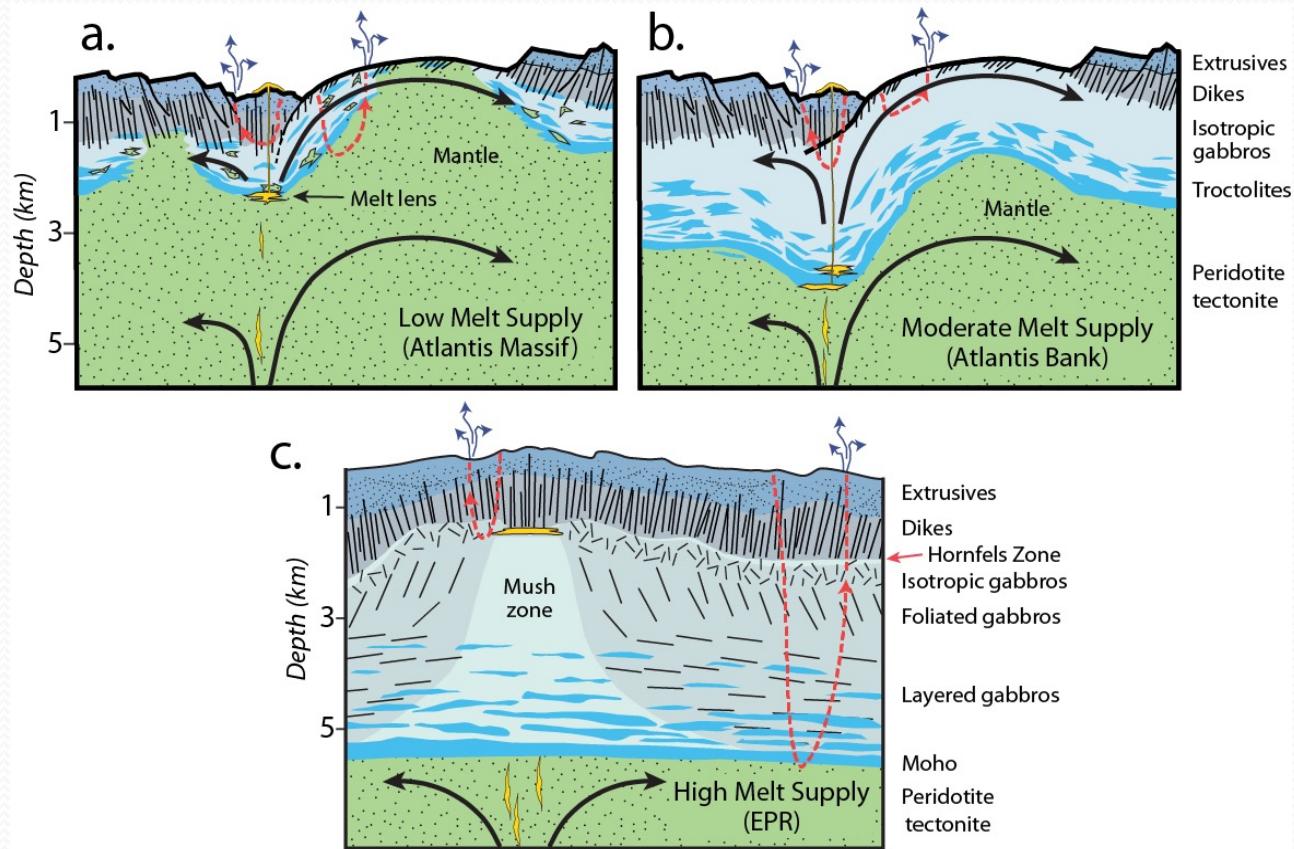 a.
Depth (km)
1
3
5
Mantle
Melt lens
Low Melt Supply
(Atlantis Massif)
b.
Mantle
Moderate Melt Supply
(Atlantis Bank)
Extrusives
Dikes
Isotropic
gabbros
Troctolites
Peridotite
tectonite
c.
Depth (km)
1
3
5
Mush
zone
High Melt Supply
(EPR)
Extrusives
Dikes
Hornfels Zone
Isotropic gabbros
Foliated gabbros
Layered gabbros
Moho
Peridotite
tectonite